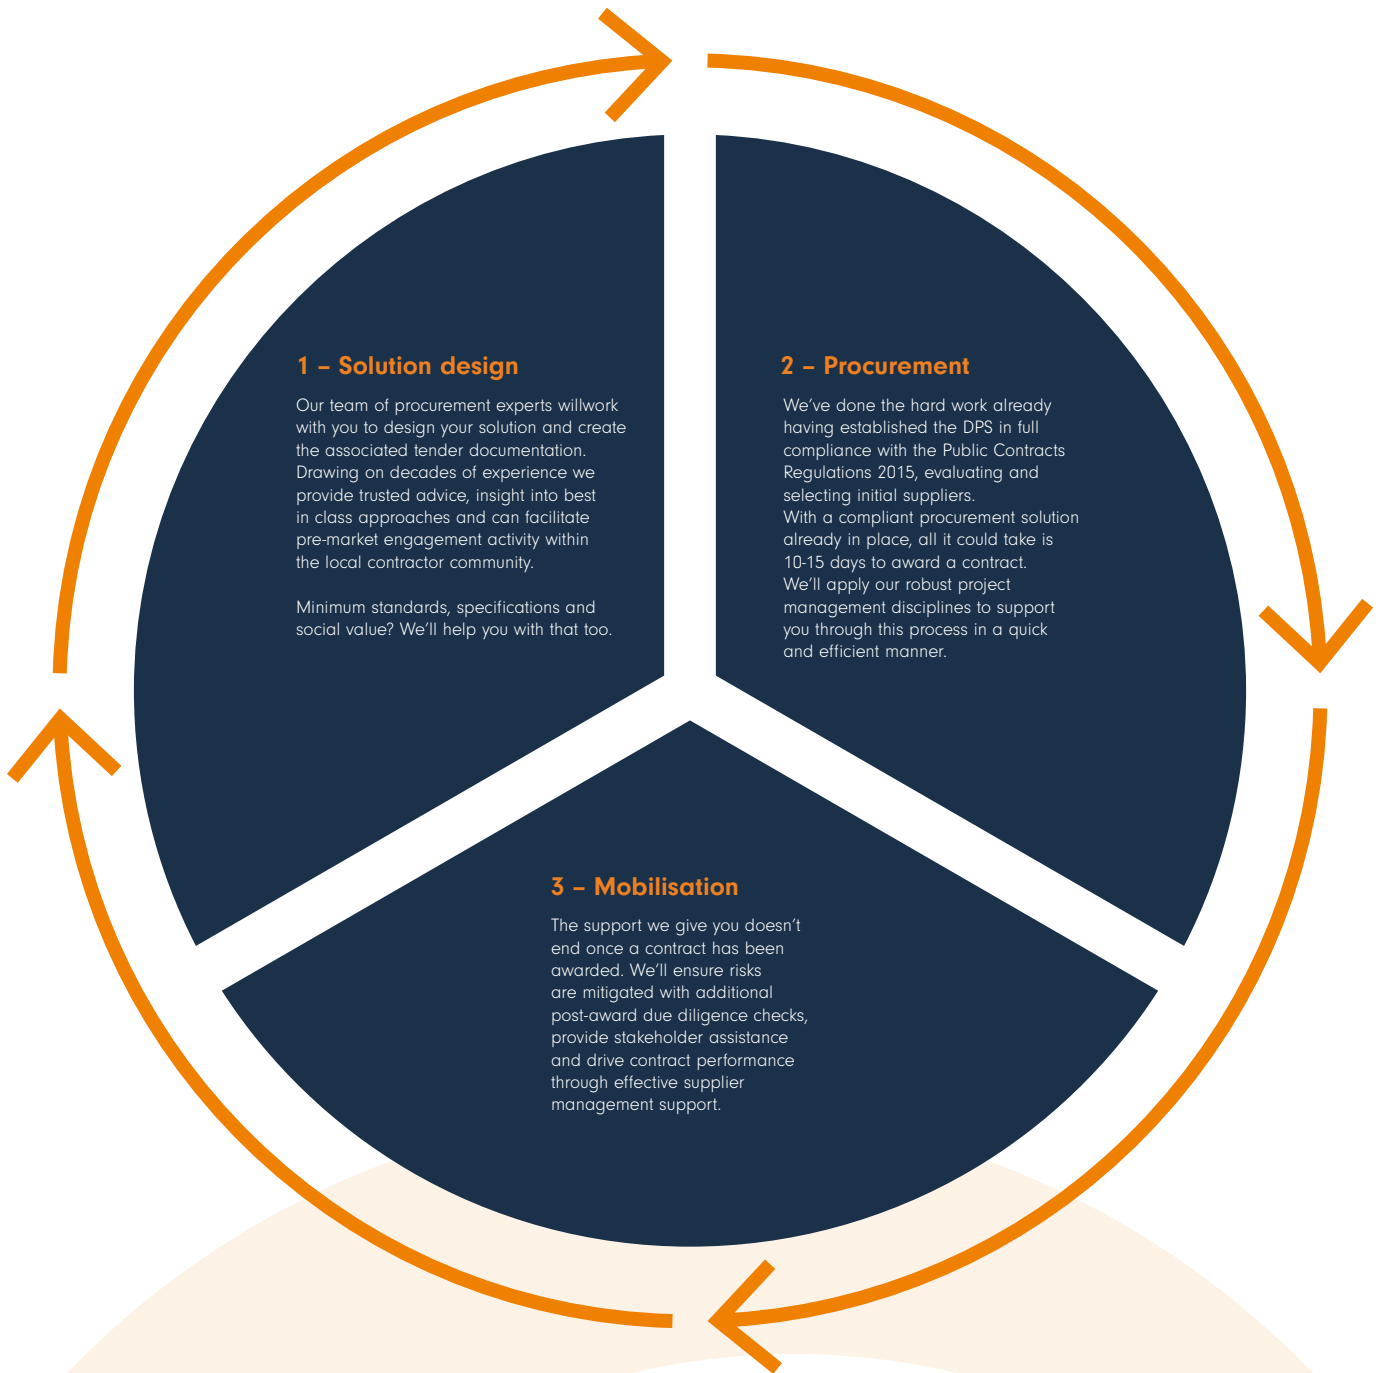 1 – Solution design
Our team of procurement experts willwork
with you to design your solution and create
the associated tender documentation.
Drawing on decades of experience we
provide trusted advice, insight into best
in class approaches and can facilitate
pre-market engagement activity within
the local contractor community.
Minimum standards, specifications and
social value? We’ll help you with that too.
2 – Procurement
We’ve done the hard work already
having established the DPS in full
compliance with the Public Contracts
Regulations 2015, evaluating and
selecting initial suppliers.
With a compliant procurement solution
already in place, all it could take is
10-15 days to award a contract.
We’ll apply our robust project
management disciplines to support
you through this process in a quick
and efficient manner.
3 – Mobilisation
The support we give you doesn’t
end once a contract has been
awarded. We’ll ensure risks
are mitigated with additional
post-award due diligence checks,
provide stakeholder assistance
and drive contract performance
through effective supplier
management support.